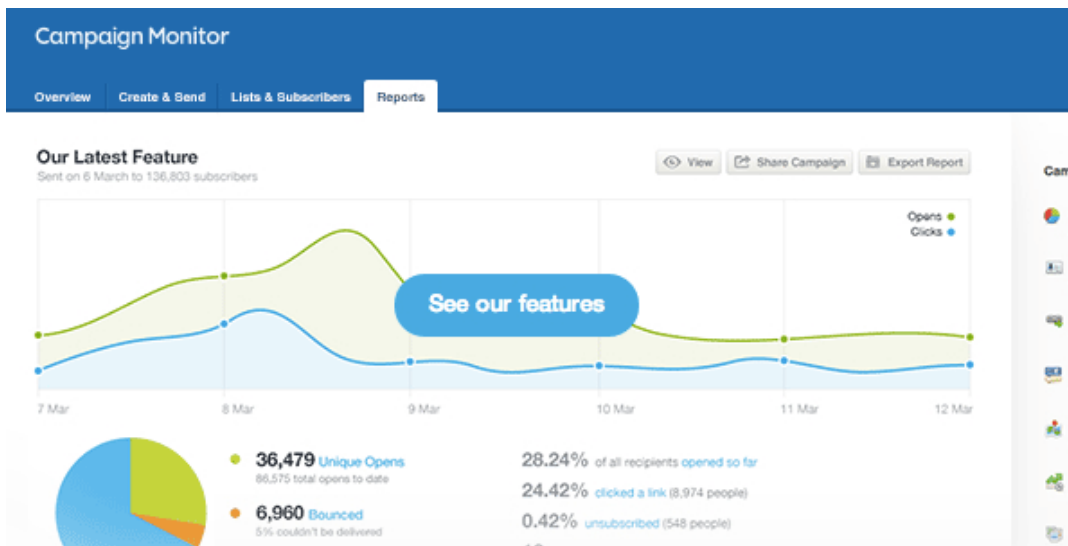 Campaign Monitor
Overview Create & Send Lists & Subscribers Reports
Our Latest Feature
Sent on 6 March to 136,803 subscribers
View Share Campaign Export Report
Cam
Opens
Clicks
See our features
7 Mar 8 Mar 9 Mar 10 Mar 11 Mar 12 Mar
36,479 Unique Opens
86,575 total opens to date
6,960 Bounced
5% couldn't be delivered
28.24% of all recipients opened so far
24.42% clicked a link (8,974 people)
0.42% unsubscribed (548 people)